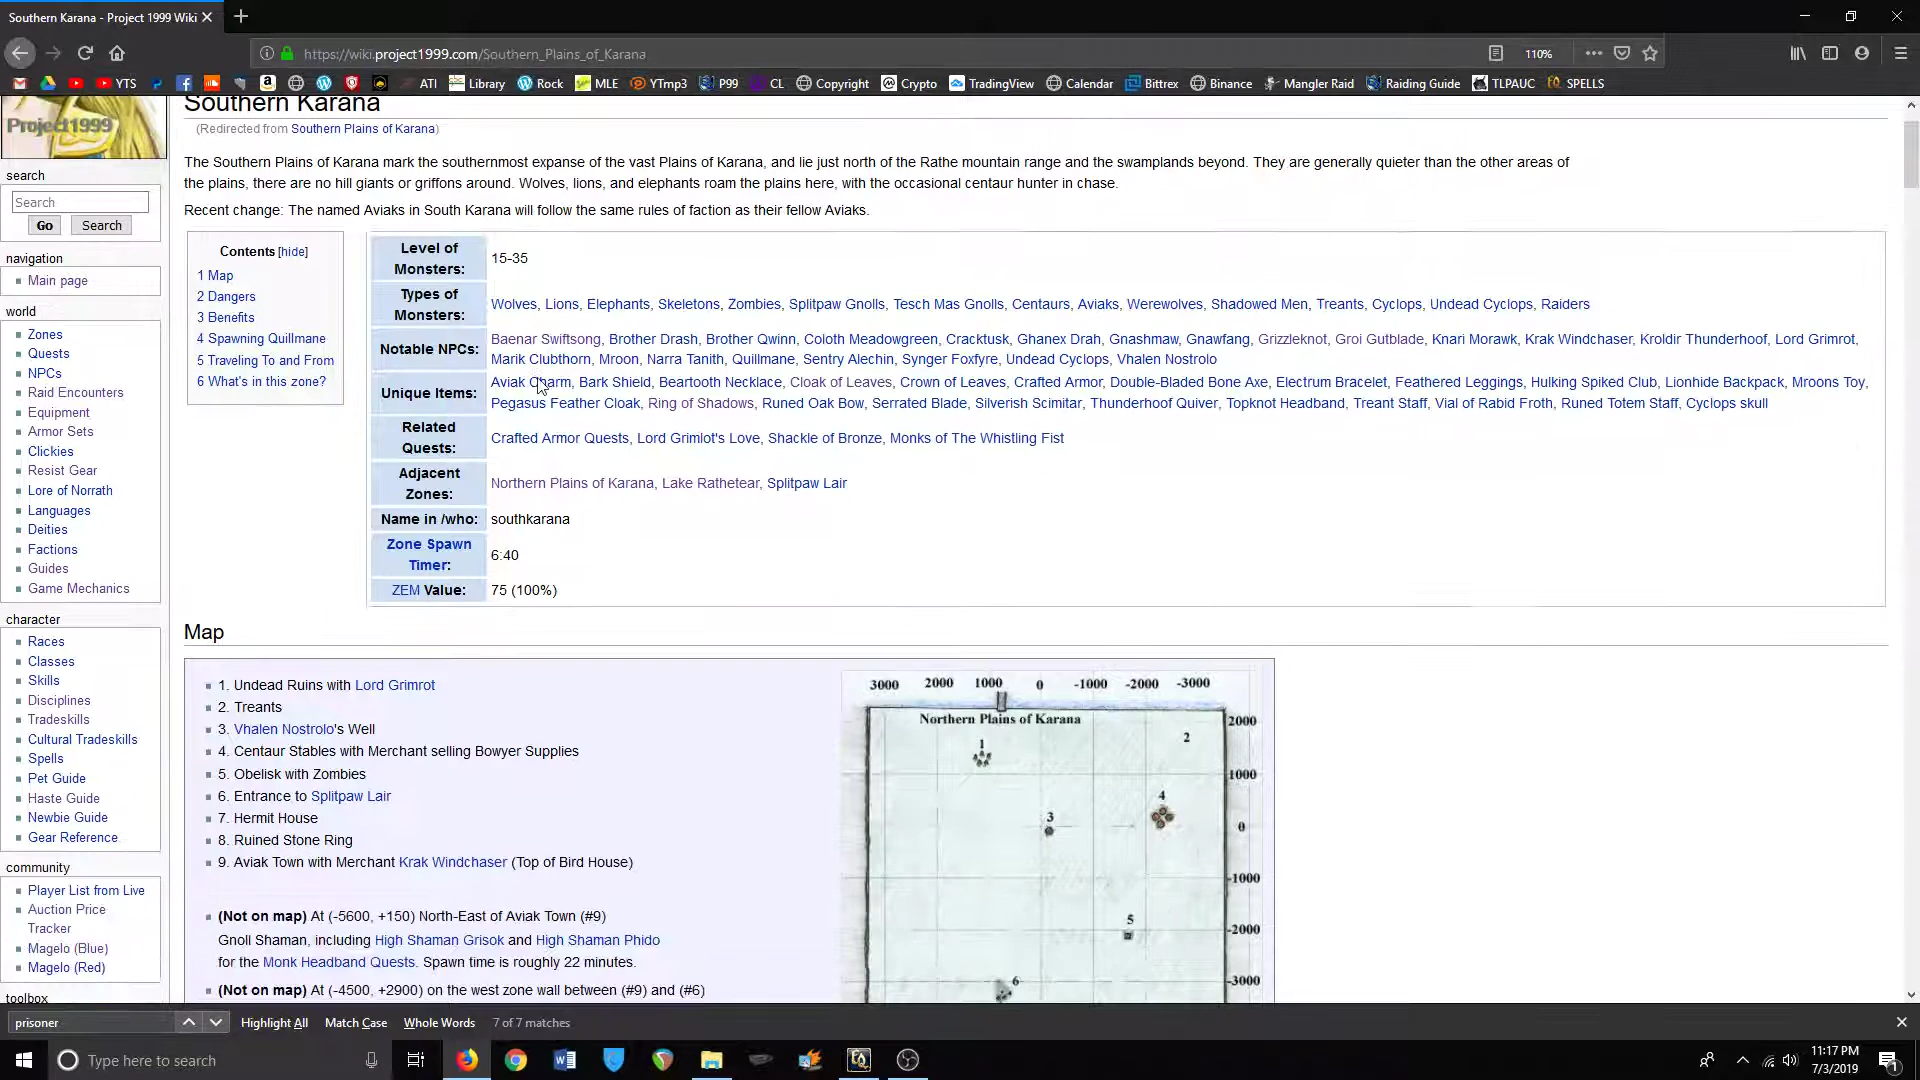 Southern Karana - Project 1999 Wiki
https://wiki.project1999.com/Southern_Plains_of_Karana
110%
YTS
ATI
Library
Rock
MLE
YTmp3
P99
CL
Copyright
Crypto
TradingView
Calendar
Bittrex
Binance
Mangler Raid
Raiding Guide
TLPAUC
SPELLS
Project1999
search
Search
Go
Search
navigation
Main page
world
Zones
Quests
NPCs
Raid Encounters
Equipment
Armor Sets
Clickies
Resist Gear
Lore of Norrath
Languages
Deities
Factions
Guides
Game Mechanics
character
Races
Classes
Skills
Disciplines
Tradeskills
Cultural Tradeskills
Spells
Pet Guide
Haste Guide
Newbie Guide
Gear Reference
community
Player List from Live
Auction Price
Tracker
Magelo (Blue)
Magelo (Red)
toolbox
Southern Karana
(Redirected from Southern Plains of Karana)
The Southern Plains of Karana mark the southernmost expanse of the vast Plains of Karana, and lie just north of the Rathe mountain range and the swamplands beyond. They are generally quieter than the other areas of
the plains, there are no hill giants or griffons around. Wolves, lions, and elephants roam the plains here, with the occasional centaur hunter in chase.
Recent change: The named Aviaks in South Karana will follow the same rules of faction as their fellow Aviaks.
Contents [hide]
1 Map
2 Dangers
3 Benefits
4 Spawning Quillmane
5 Traveling To and From
6 What's in this zone?
Level of
Monsters:
15-35
Types of
Monsters:
Wolves, Lions, Elephants, Skeletons, Zombies, Splitpaw Gnolls, Tesch Mas Gnolls, Centaurs, Aviaks, Werewolves, Shadowed Men, Treants, Cyclops, Undead Cyclops, Raiders
Notable NPCs:
Baenar Swiftsong, Brother Drash, Brother Qwinn, Coloth Meadowgreen, Cracktusk, Ghanex Drah, Gnashmaw, Gnawfang, Grizzleknot, Groi Gutblade, Knari Morawk, Krak Windchaser, Kroldir Thunderhoof, Lord Grimrot,
Marik Clubthorn, Mroon, Narra Tanith, Quillmane, Sentry Alechin, Synger Foxfyre, Undead Cyclops, Vhalen Nostrolo
Unique Items:
Aviak Charm, Bark Shield, Beartooth Necklace, Cloak of Leaves, Crown of Leaves, Crafted Armor, Double-Bladed Bone Axe, Electrum Bracelet, Feathered Leggings, Hulking Spiked Club, Lionhide Backpack, Mroons Toy,
Pegasus Feather Cloak, Ring of Shadows, Runed Oak Bow, Serrated Blade, Silverish Scimitar, Thunderhoof Quiver, Topknot Headband, Treant Staff, Vial of Rabid Froth, Runed Totem Staff, Cyclops skull
Related
Quests:
Crafted Armor Quests, Lord Grimlot's Love, Shackle of Bronze, Monks of The Whistling Fist
Adjacent
Zones:
Northern Plains of Karana, Lake Rathetear, Splitpaw Lair
Name in /who:
southkarana
Zone Spawn
Timer:
6:40
ZEM Value:
75 (100%)
Map
1. Undead Ruins with Lord Grimrot
2. Treants
3. Vhalen Nostrolo's Well
4. Centaur Stables with Merchant selling Bowyer Supplies
5. Obelisk with Zombies
6. Entrance to Splitpaw Lair
7. Hermit House
8. Ruined Stone Ring
9. Aviak Town with Merchant Krak Windchaser (Top of Bird House)
(Not on map) At (-5600, +150) North-East of Aviak Town (#9)
Gnoll Shaman, including High Shaman Grisok and High Shaman Phido
for the Monk Headband Quests. Spawn time is roughly 22 minutes.
(Not on map) At (-4500, +2900) on the west zone wall between (#9) and (#6)
3000 2000 1000 0 -1000 -2000 -3000
Northern Plains of Karana
2000
1
2
1000
4
3
0
-1000
5
-2000
6
-3000
prisoner
Highlight All
Match Case
Whole Words
7 of 7 matches
Type here to search
11:17 PM
7/3/2019
1